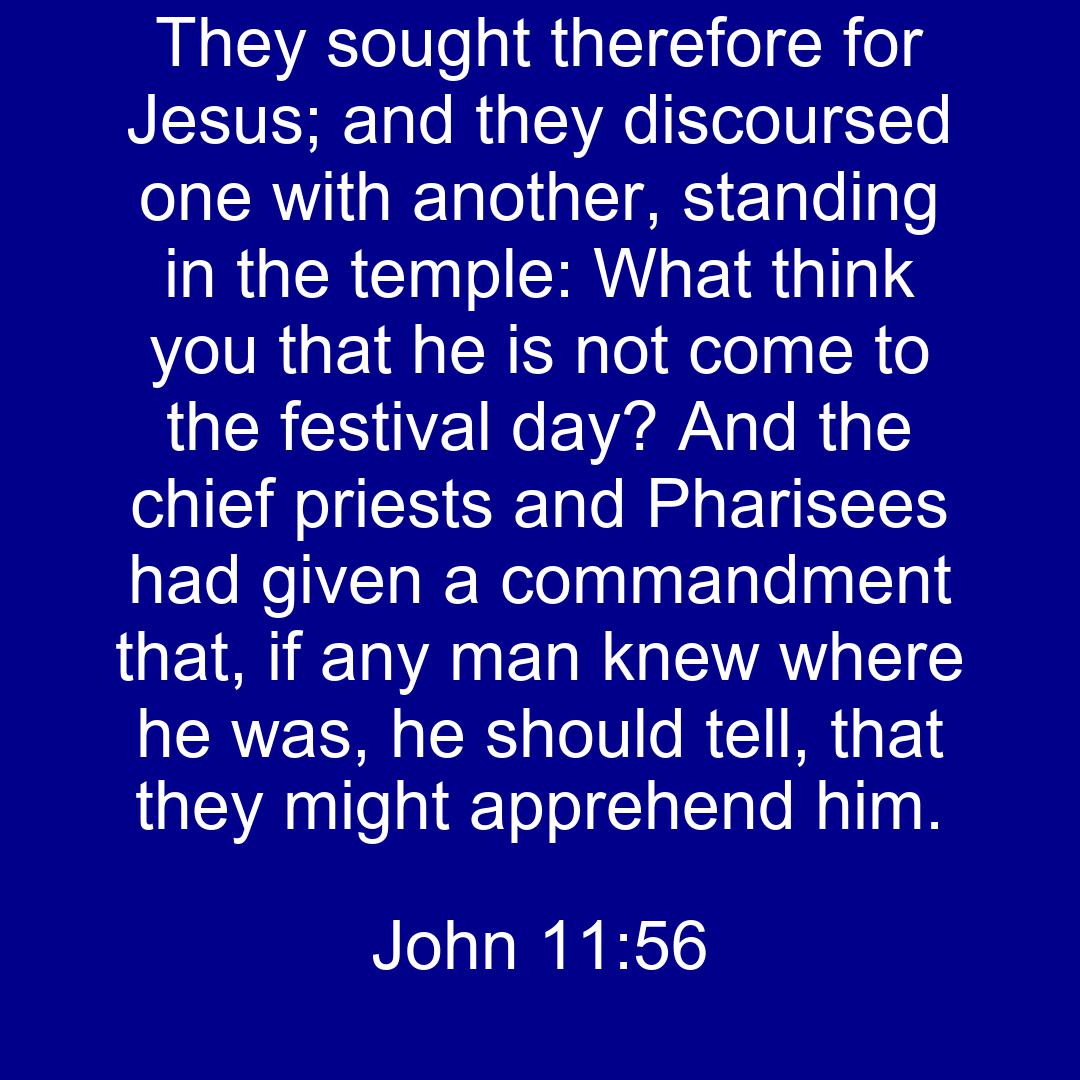 They sought therefore for
Jesus; and they discoursed
one with another, standing
in the temple: What think
you that he is not come to
the festival day? And the
chief priests and Pharisees
had given a commandment
that, if any man knew where
he was, he should tell, that
they might apprehend him.
John 11:56